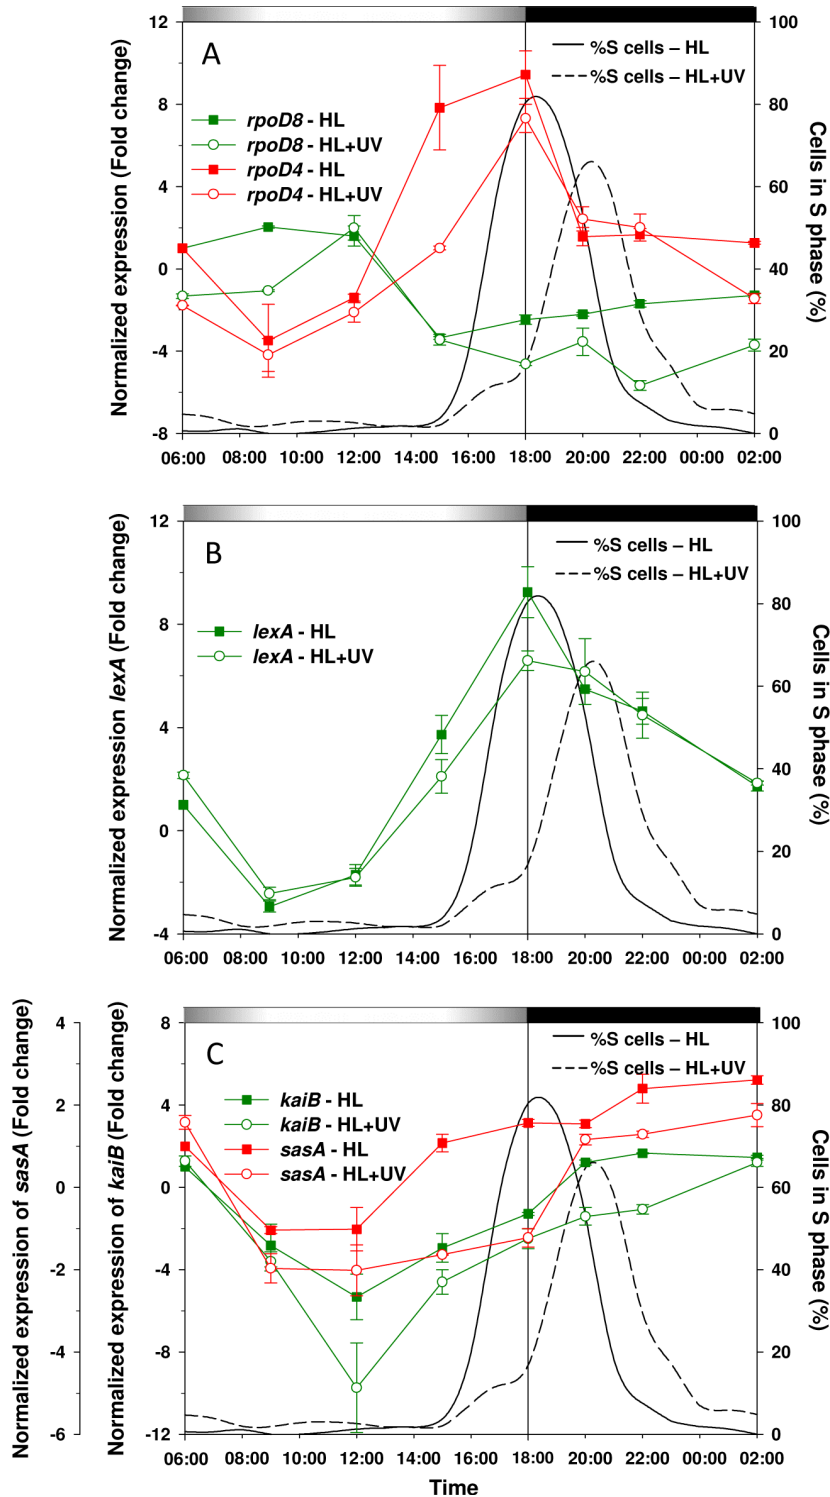 A
%S cells – HL
%S cells – HL+UV
rpoD8 - HL
rpoD8 - HL+UV
rpoD4 - HL
rpoD4 - HL+UV
Normalized expression (Fold change)
12
8
4
0
-4
-8
Cells in S phase (%)
100
80
60
40
20
0
06:00 08:00 10:00 12:00 14:00 16:00 18:00 20:00 22:00 00:00 02:00
B
%S cells – HL
%S cells – HL+UV
lexA - HL
lexA - HL+UV
Normalized expression lexA (Fold change)
12
8
4
0
-4
Cells in S phase (%)
100
80
60
40
20
0
06:00 08:00 10:00 12:00 14:00 16:00 18:00 20:00 22:00 00:00 02:00
C
%S cells – HL
%S cells – HL+UV
kaiB - HL
kaiB - HL+UV
sasA - HL
sasA - HL+UV
Normalized expression of sasA (Fold change)
4
2
0
-2
-4
-6
Normalized expression of kaiB (Fold change)
8
4
0
-4
-8
-12
Cells in S phase (%)
100
80
60
40
20
0
06:00 08:00 10:00 12:00 14:00 16:00 18:00 20:00 22:00 00:00 02:00
Time